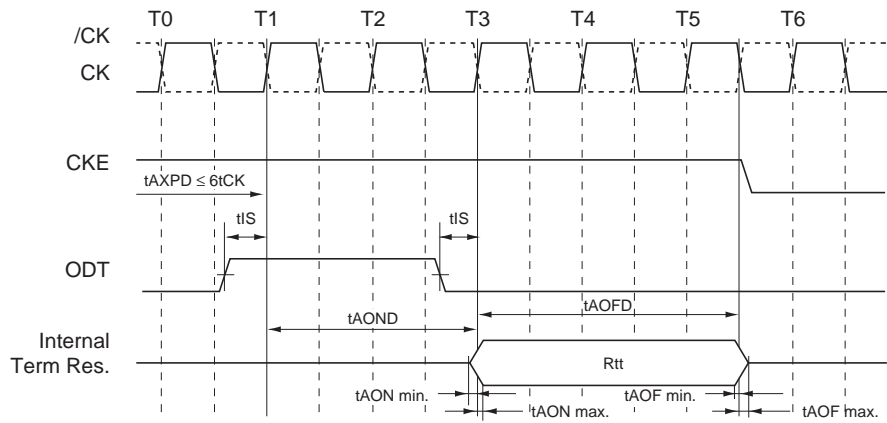 T0 T1 T2 T3 T4 T5 T6
/CK
CK
CKE
tAXPD ≤ 6tCK
tIS tIS
ODT
tAOND tAOFD
Internal
Term Res.
Rtt
tAON min. tAOF min.
tAON max. tAOF max.